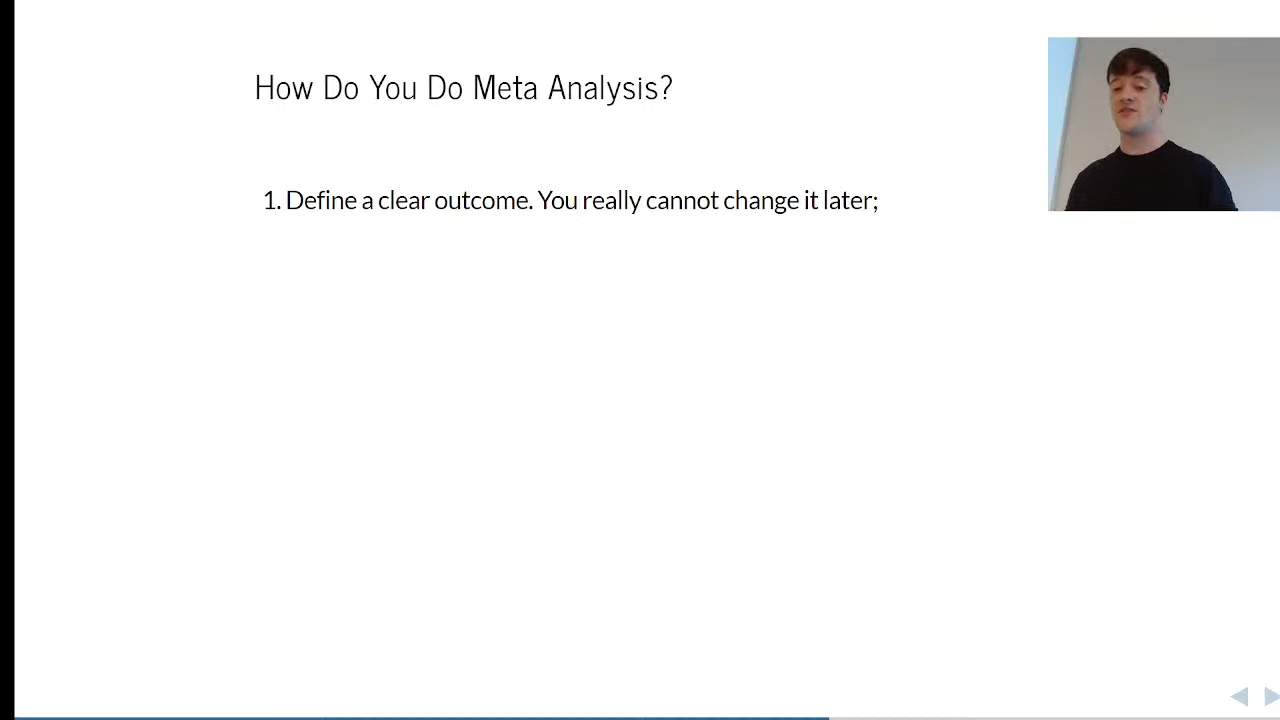 How Do You Do Meta Analysis?
1. Define a clear outcome. You really cannot change it later;